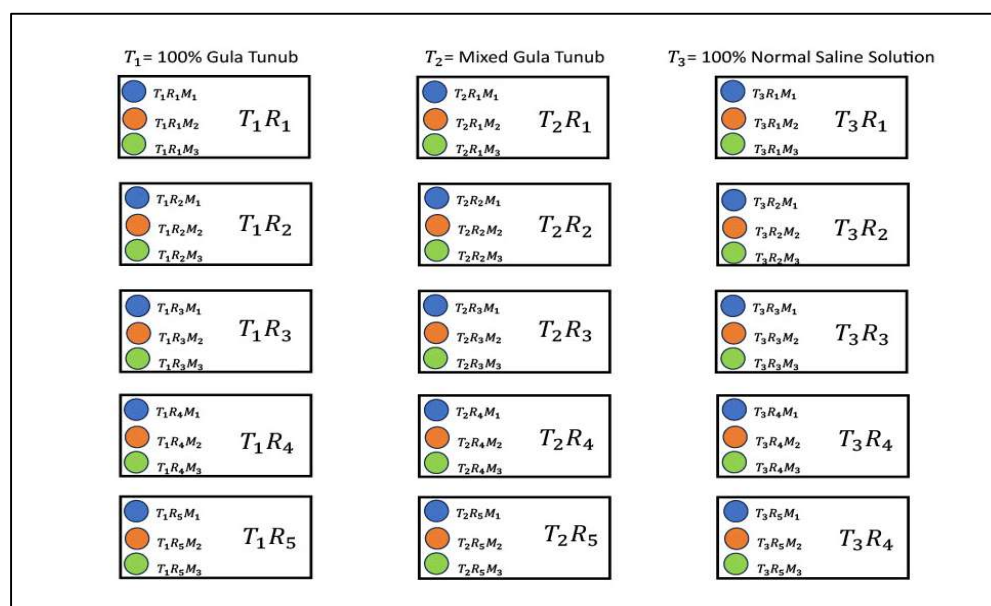 T₁= 100% Gula Tunub
T₂= Mixed Gula Tunub
T₃= 100% Normal Saline Solution
T₁R₁M₁
T₁R₁M₂
T₁R₁M₃
T₁R₁
T₂R₁M₁
T₂R₁M₂
T₂R₁M₃
T₂R₁
T₃R₁M₁
T₃R₁M₂
T₃R₁M₃
T₃R₁
T₁R₂M₁
T₁R₂M₂
T₁R₂M₃
T₁R₂
T₂R₂M₁
T₂R₂M₂
T₂R₂M₃
T₂R₂
T₃R₂M₁
T₃R₂M₂
T₃R₂M₃
T₃R₂
T₁R₃M₁
T₁R₃M₂
T₁R₃M₃
T₁R₃
T₂R₃M₁
T₂R₃M₂
T₂R₃M₃
T₂R₃
T₃R₃M₁
T₃R₃M₂
T₃R₃M₃
T₃R₃
T₁R₄M₁
T₁R₄M₂
T₁R₄M₃
T₁R₄
T₂R₄M₁
T₂R₄M₂
T₂R₄M₃
T₂R₄
T₃R₄M₁
T₃R₄M₂
T₃R₄M₃
T₃R₄
T₁R₅M₁
T₁R₅M₂
T₁R₅M₃
T₁R₅
T₂R₅M₁
T₂R₅M₂
T₂R₅M₃
T₂R₅
T₃R₅M₁
T₃R₅M₂
T₃R₅M₃
T₃R₄